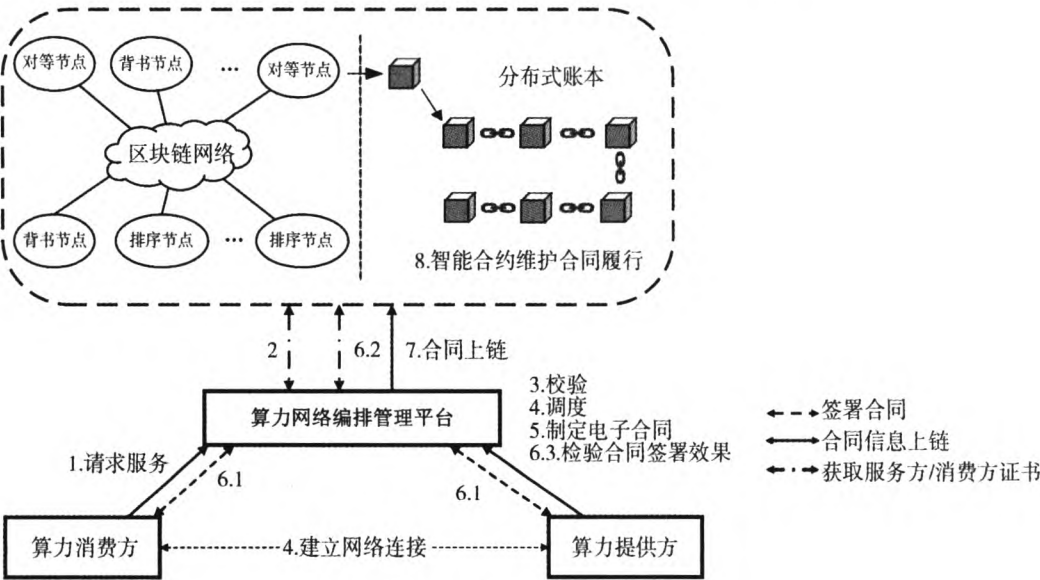 对等节点
背书节点
...
对等节点
分布式账本
区块链网络
背书节点
排序节点
...
排序节点
8.智能合约维护合同履行
2
6.2
7.合同上链
算力网络编排管理平台
3.校验
4.调度
5.制定电子合同
6.3.检验合同签署效果
签署合同
合同信息上链
获取服务方/消费方证书
1.请求服务
6.1
6.1
算力消费方
4.建立网络连接
算力提供方